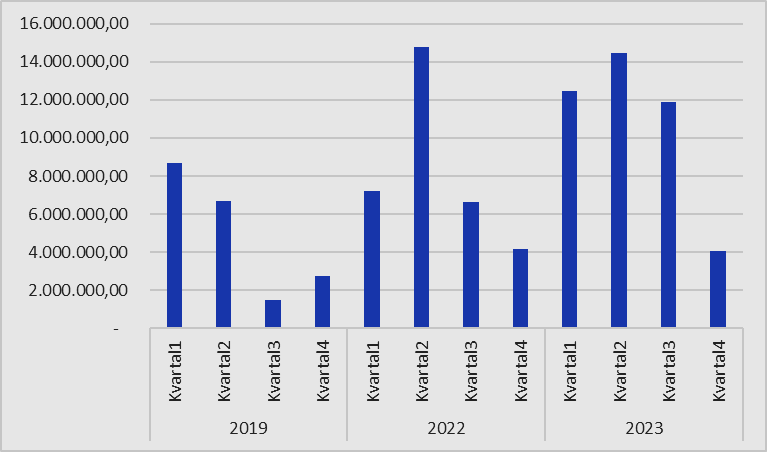 16.000.000,00
14.000.000,00
12.000.000,00
10.000.000,00
8.000.000,00
6.000.000,00
4.000.000,00
2.000.000,00
-
Kvartal1
Kvartal2
Kvartal3
Kvartal4
Kvartal1
Kvartal2
Kvartal3
Kvartal4
Kvartal1
Kvartal2
Kvartal3
Kvartal4
2019
2022
2023